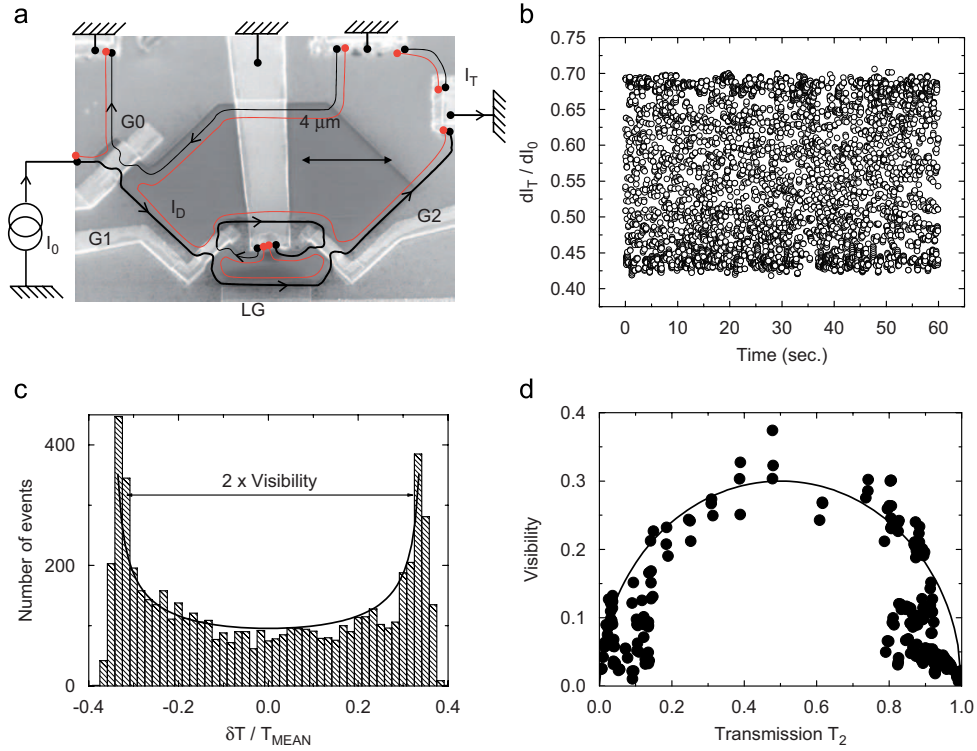 a
I_T
G0
4 μm
I_D
G1
G2
I_0
LG
b
0.75
0.70
0.65
0.60
0.55
0.50
0.45
0.40
dI_T / dI_0
0 10 20 30 40 50 60
Time (sec.)
c
400
200
0
Number of events
2 x Visibility
-0.4 -0.2 0.0 0.2 0.4
δT / T_MEAN
d
0.4
0.3
0.2
0.1
0.0
Visibility
0.0 0.2 0.4 0.6 0.8 1.0
Transmission T_2